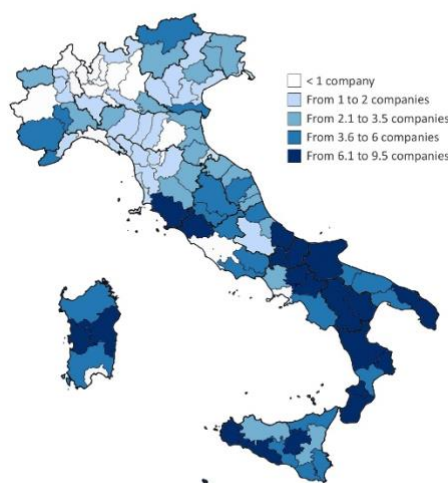 < 1 company
From 1 to 2 companies
From 2.1 to 3.5 companies
From 3.6 to 6 companies
From 6.1 to 9.5 companies